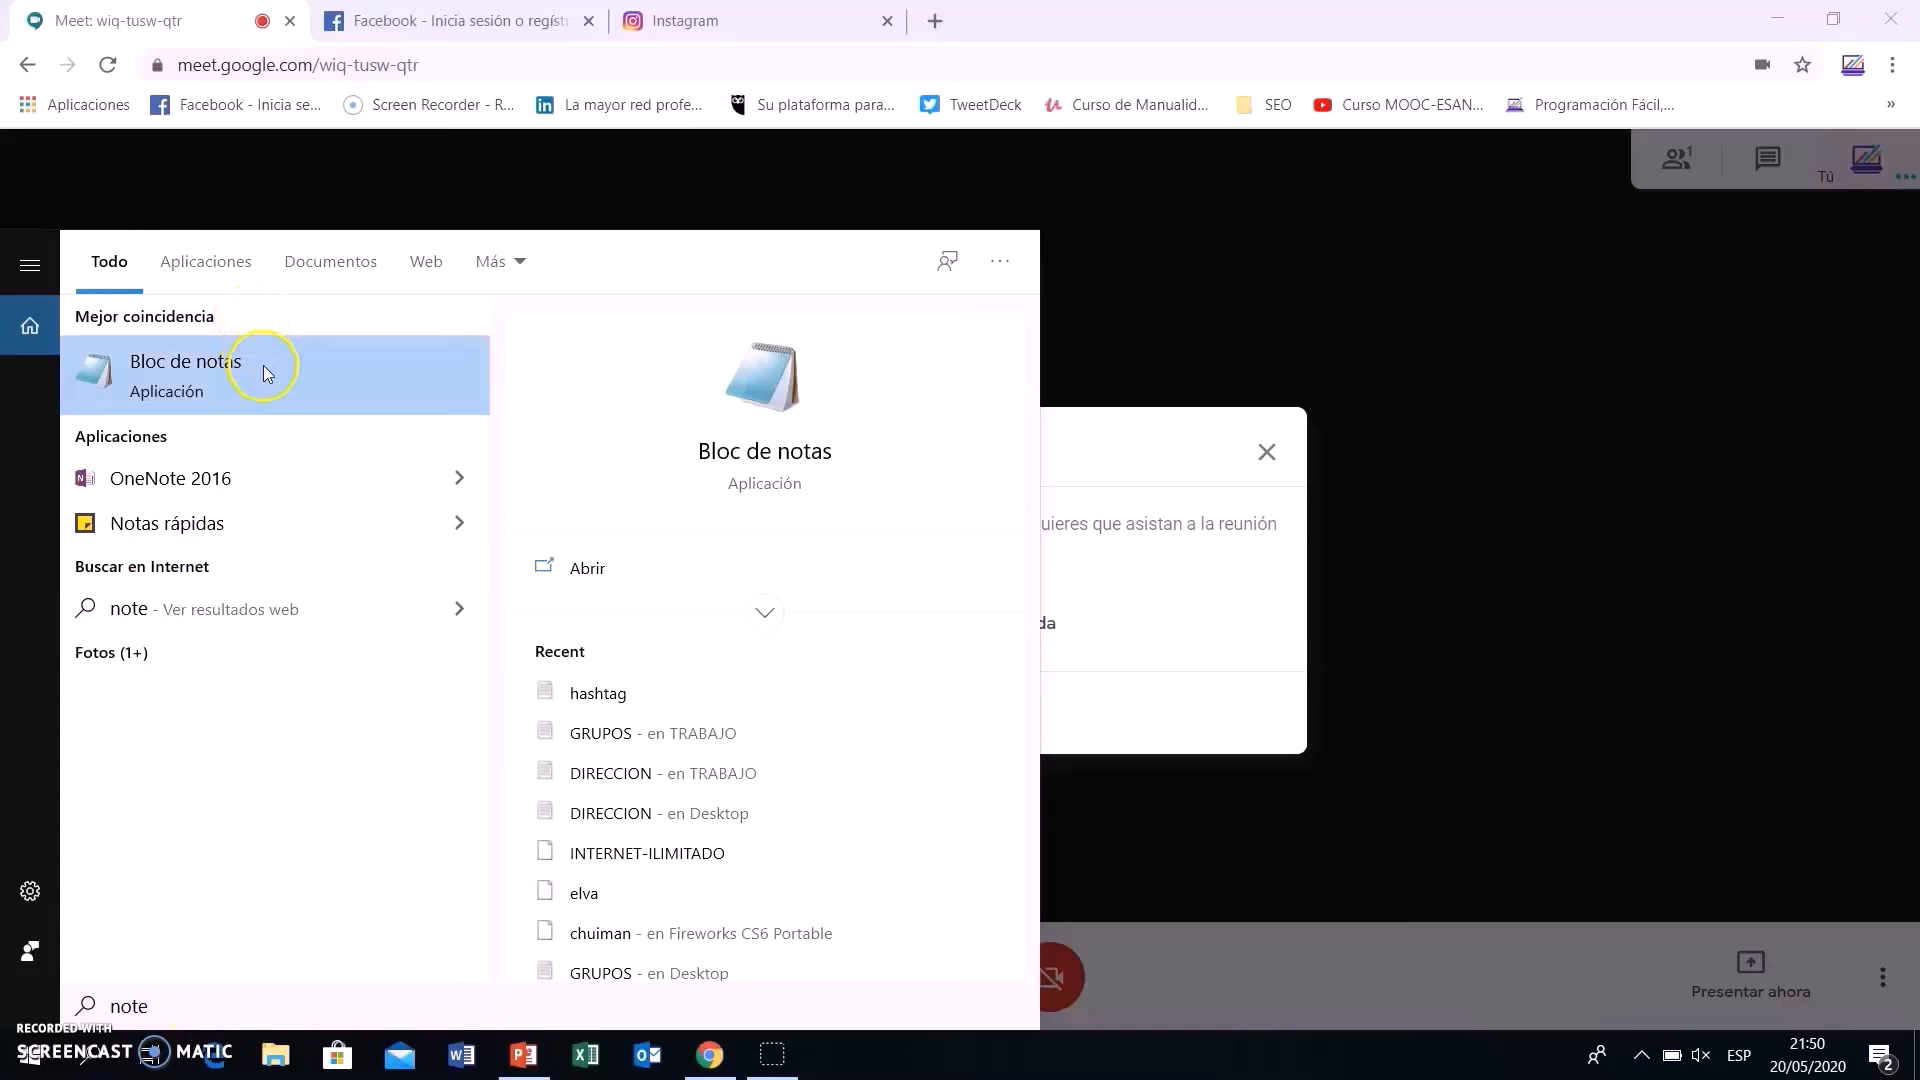 Meet: wiq-tusw-qtr
Facebook - Inicia sesión o regíst
Instagram
meet.google.com/wiq-tusw-qtr
Aplicaciones
Facebook - Inicia se...
Screen Recorder - R...
La mayor red profe...
Su plataforma para...
TweetDeck
Curso de Manualid...
SEO
Curso MOOC-ESAN...
Programación Fácil,...
»
1
Tú
Todo
Aplicaciones
Documentos
Web
Más
Mejor coincidencia
Bloc de notas
Aplicación
Aplicaciones
OneNote 2016
Notas rápidas
Buscar en Internet
note - Ver resultados web
Fotos (1+)
Bloc de notas
Aplicación
Abrir
Recent
hashtag
GRUPOS - en TRABAJO
DIRECCION - en TRABAJO
DIRECCION - en Desktop
INTERNET-ILIMITADO
elva
chuiman - en Fireworks CS6 Portable
GRUPOS - en Desktop
uieres que asistan a la reunión
da
Presentar ahora
note
RECORDED WITH
SCREENCAST MATIC
ESP
21:50
20/05/2020
2